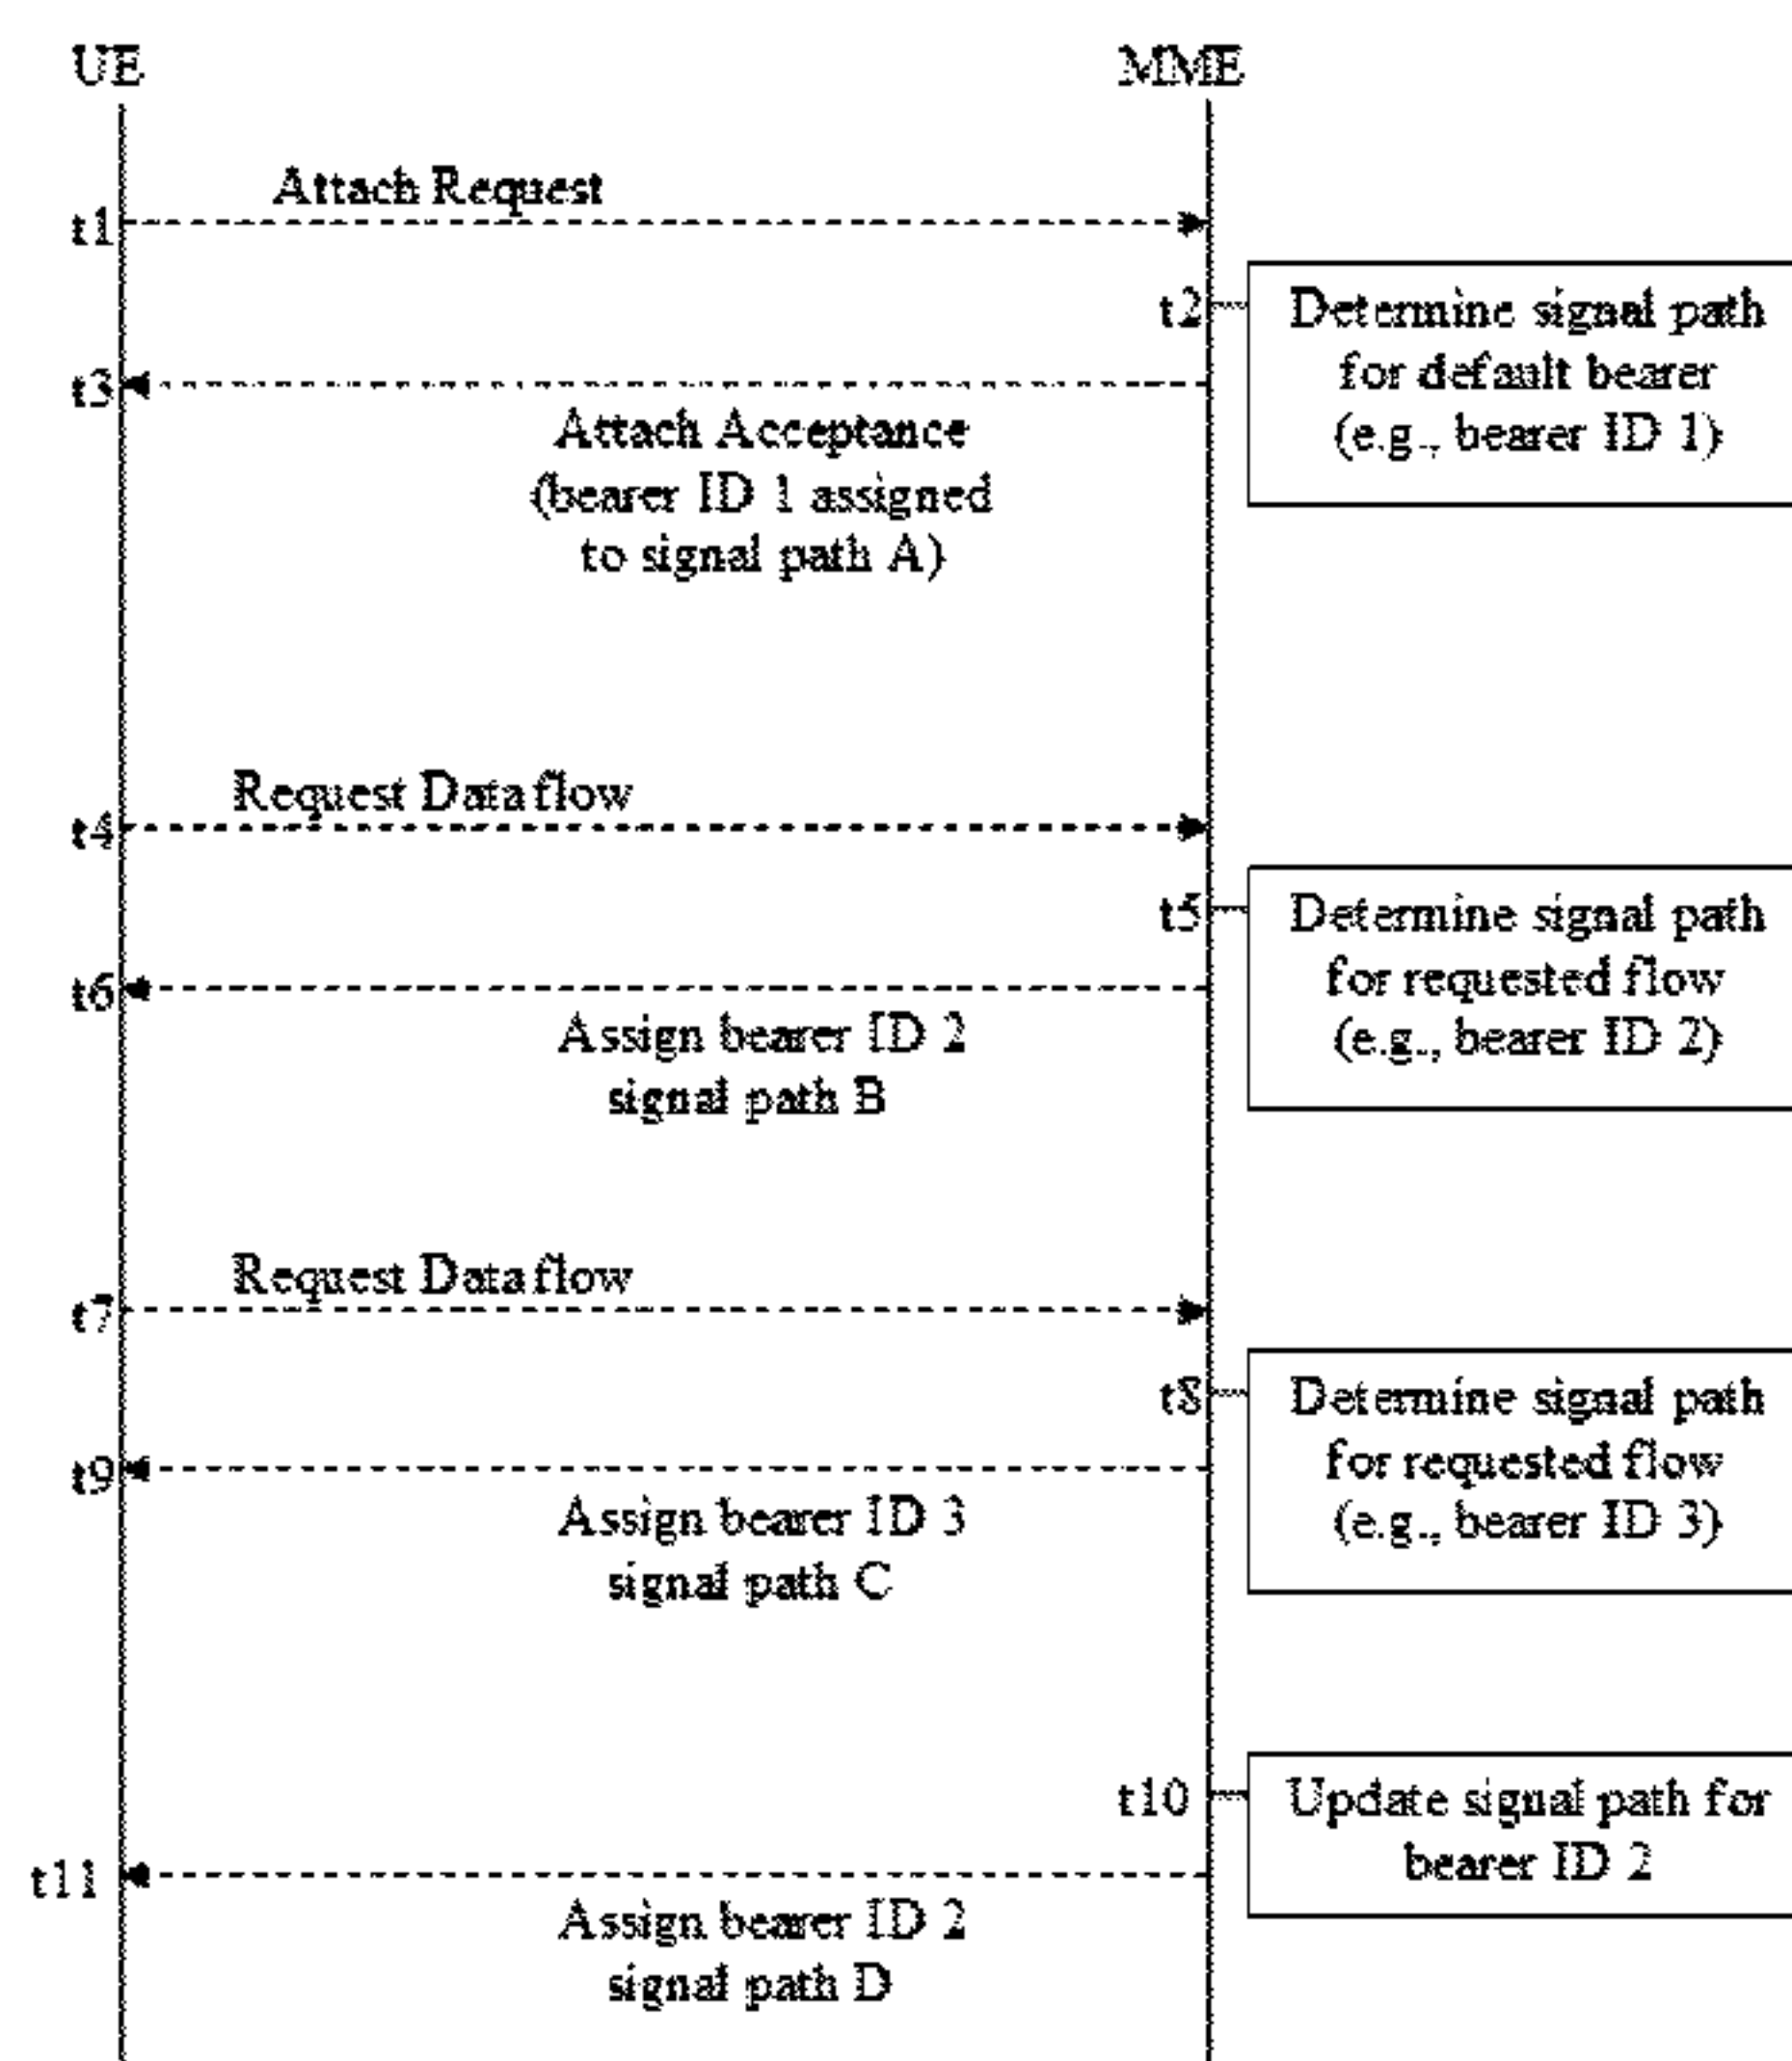 UE
MME
Attach Request
t1
t2
Determine signal path
for default bearer
(e.g., bearer ID 1)
t3
Attach Acceptance
(bearer ID 1 assigned
to signal path A)
Request Dataflow
t4
t5
Determine signal path
for requested flow
(e.g., bearer ID 2)
t6
Assign bearer ID 2
signal path B
Request Dataflow
t7
t8
Determine signal path
for requested flow
(e.g., bearer ID 3)
t9
Assign bearer ID 3
signal path C
t10
Update signal path for
bearer ID 2
t11
Assign bearer ID 2
signal path D